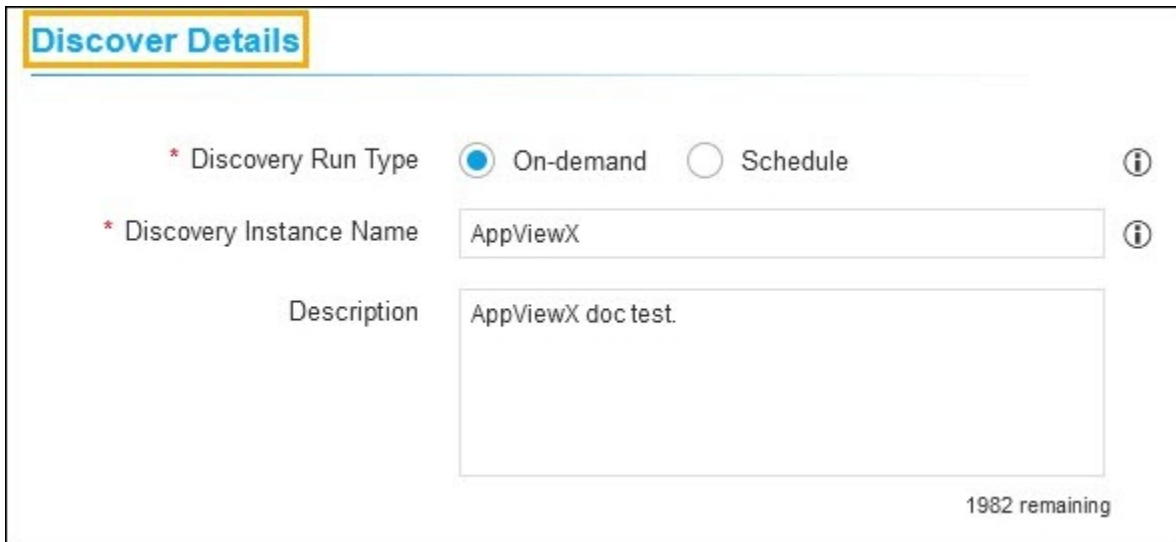 Discover Details
* Discovery Run Type On-demand Schedule
* Discovery Instance Name AppViewX
Description AppViewX doc test.
1982 remaining